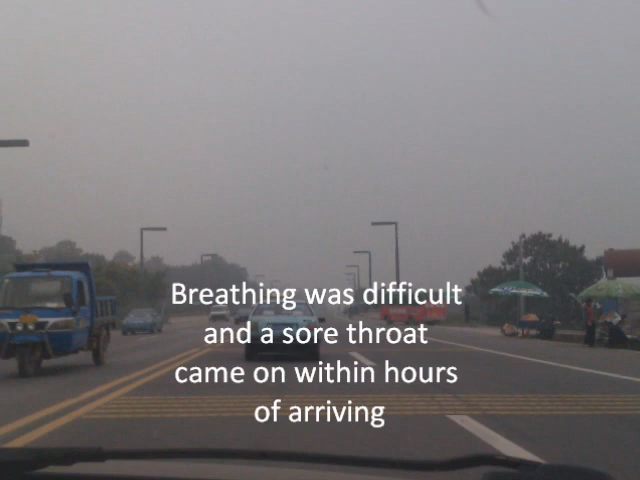 Breathing was difficult
and a sore throat
came on within hours
of arriving